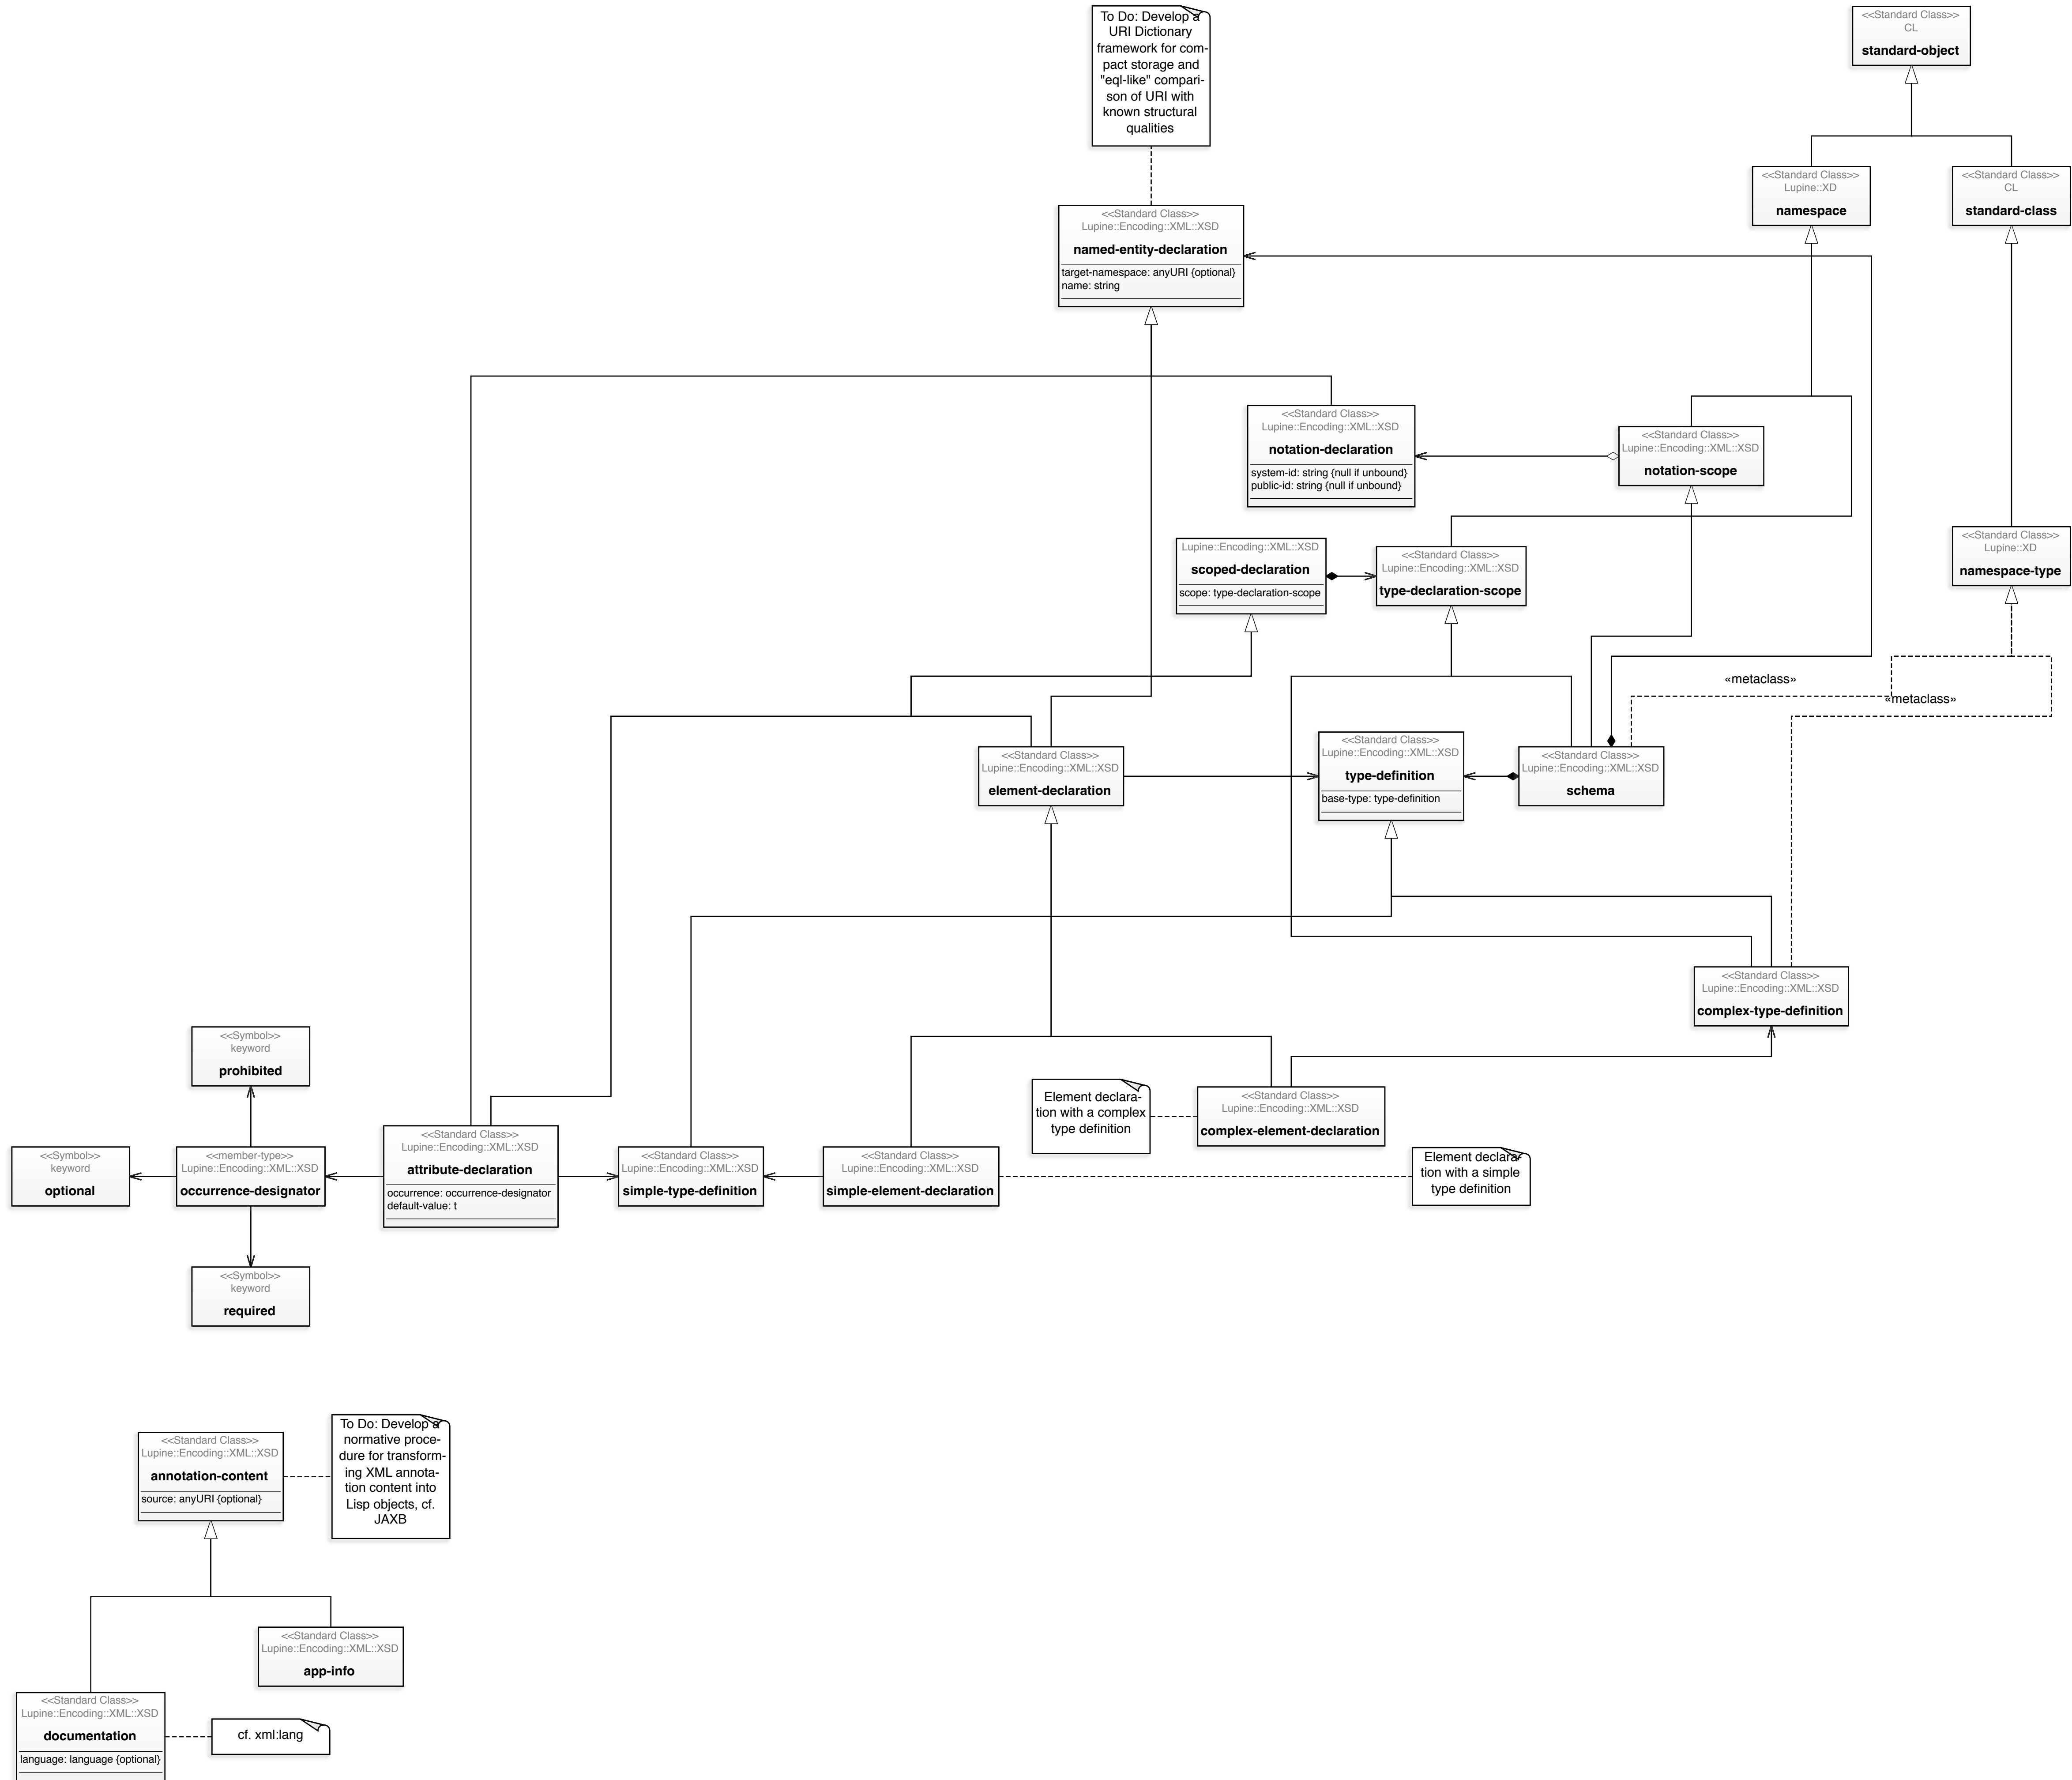 To Do: Develop a
URI Dictionary
framework for com-
pact storage and
"eql-like" compari-
son of URI with
known structural
qualities
<<Standard Class>>
CL
standard-object
<<Standard Class>>
Lupine::XD
namespace
<<Standard Class>>
CL
standard-class
<<Standard Class>>
Lupine::Encoding::XML::XSD
named-entity-declaration
target-namespace: anyURI {optional}
name: string
<<Standard Class>>
Lupine::Encoding::XML::XSD
notation-declaration
system-id: string {null if unbound}
public-id: string {null if unbound}
<<Standard Class>>
Lupine::Encoding::XML::XSD
notation-scope
Lupine::Encoding::XML::XSD
scoped-declaration
scope: type-declaration-scope
<<Standard Class>>
Lupine::Encoding::XML::XSD
type-declaration-scope
<<Standard Class>>
Lupine::XD
namespace-type
«metaclass»
«metaclass»
<<Standard Class>>
Lupine::Encoding::XML::XSD
element-declaration
<<Standard Class>>
Lupine::Encoding::XML::XSD
type-definition
base-type: type-definition
<<Standard Class>>
Lupine::Encoding::XML::XSD
schema
<<Standard Class>>
Lupine::Encoding::XML::XSD
complex-type-definition
<<Symbol>>
keyword
prohibited
Element declara-
tion with a complex
type definition
<<Standard Class>>
Lupine::Encoding::XML::XSD
complex-element-declaration
<<Symbol>>
keyword
optional
<<member-type>>
Lupine::Encoding::XML::XSD
occurrence-designator
<<Standard Class>>
Lupine::Encoding::XML::XSD
attribute-declaration
occurrence: occurrence-designator
default-value: t
<<Standard Class>>
Lupine::Encoding::XML::XSD
simple-type-definition
<<Standard Class>>
Lupine::Encoding::XML::XSD
simple-element-declaration
Element declara-
tion with a simple
type definition
<<Symbol>>
keyword
required
<<Standard Class>>
Lupine::Encoding::XML::XSD
annotation-content
source: anyURI {optional}
To Do: Develop a
normative proce-
dure for transform-
ing XML annota-
tion content into
Lisp objects, cf.
JAXB
<<Standard Class>>
Lupine::Encoding::XML::XSD
app-info
<<Standard Class>>
Lupine::Encoding::XML::XSD
documentation
language: language {optional}
cf. xml:lang